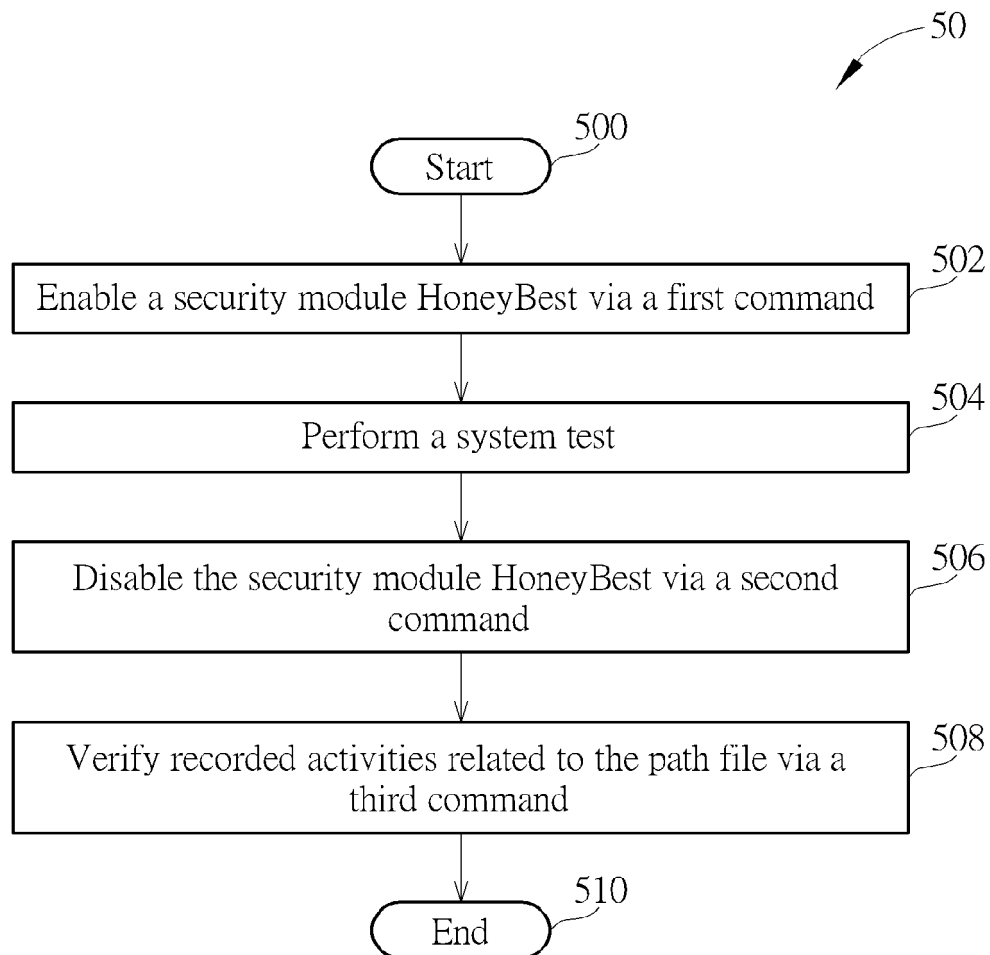 50
500
Start
502
Enable a security module HoneyBest via a first command
504
Perform a system test
506
Disable the security module HoneyBest via a second
command
508
Verify recorded activities related to the path file via a
third command
510
End